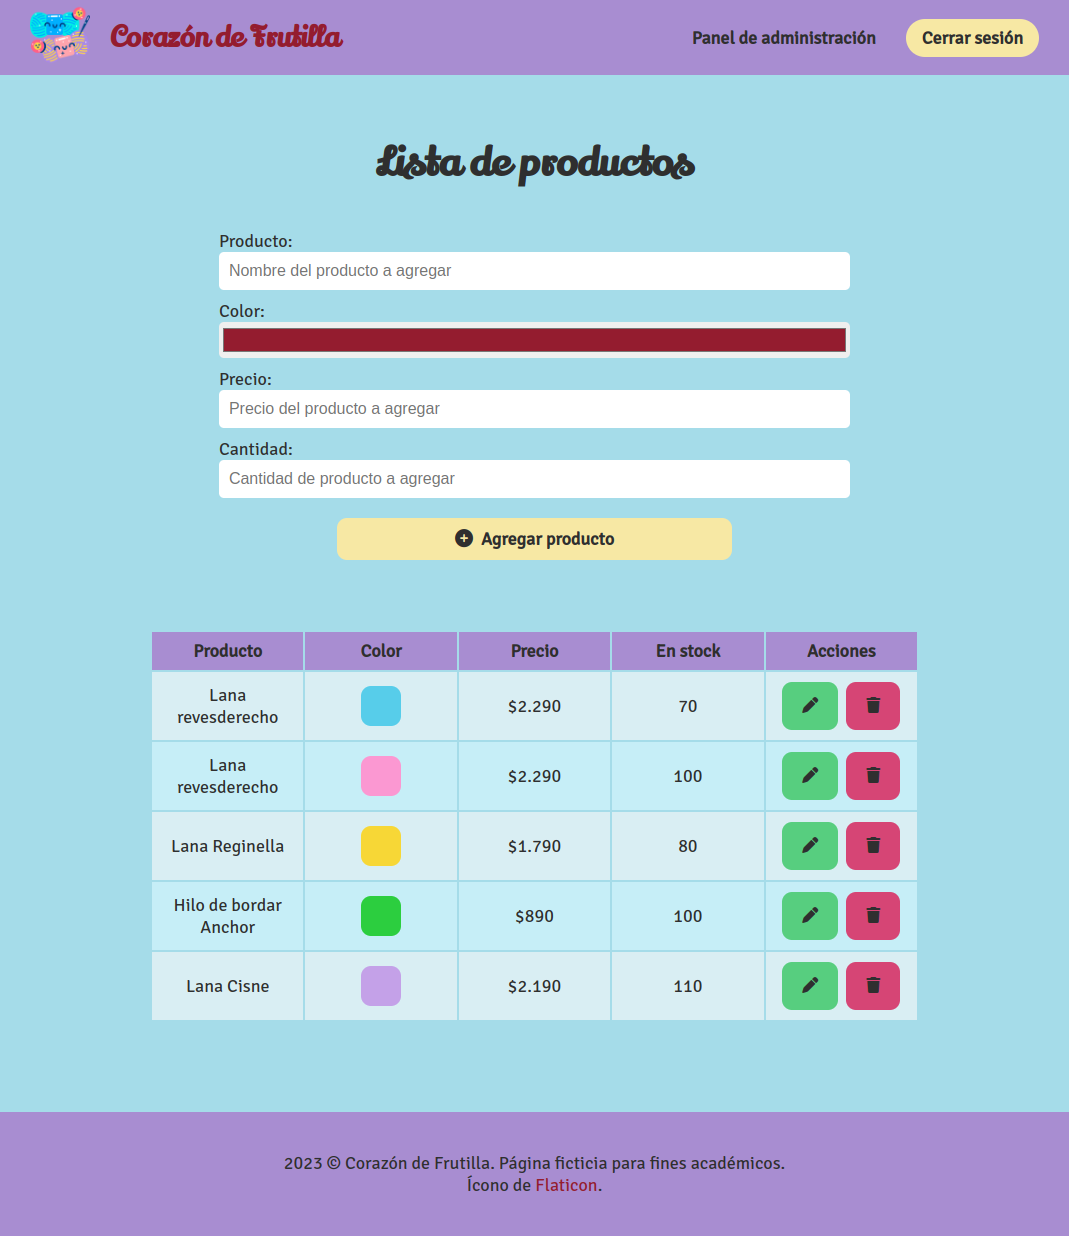 Corazón de Frutilla
Panel de administración
Cerrar sesión
Lista de productos
Producto:
Nombre del producto a agregar
Color:
Precio:
Precio del producto a agregar
Cantidad:
Cantidad de producto a agregar
Agregar producto
Producto Color Precio En stock Acciones
Lana
revesderecho
$2.290 70
Lana
revesderecho
$2.290 100
Lana Reginella $1.790 80
Hilo de bordar
Anchor
$890 100
Lana Cisne $2.190 110
2023 © Corazón de Frutilla. Página ficticia para fines académicos.
Ícono de Flaticon.